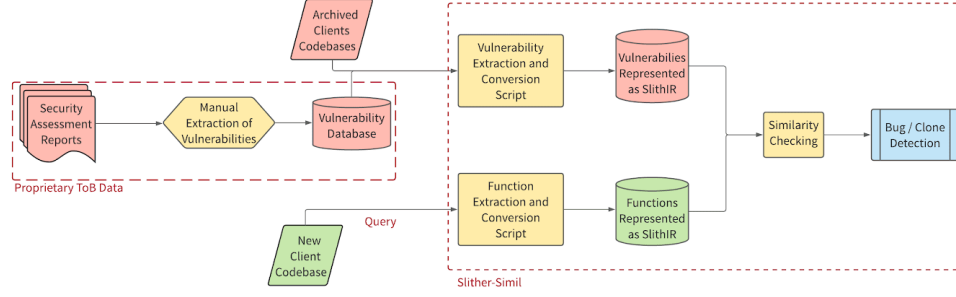 Archived
Clients
Codebases
Security
Assessment
Reports
Manual
Extraction of
Vulnerabilities
Vulnerability
Database
Proprietary ToB Data
New
Client
Codebase
Query
Vulnerability
Extraction and
Conversion
Script
Vulnerabilies
Represented
as SlithIR
Function
Extraction and
Conversion
Script
Functions
Represented
as SlithIR
Similarity
Checking
Bug / Clone
Detection
Slither-Simil